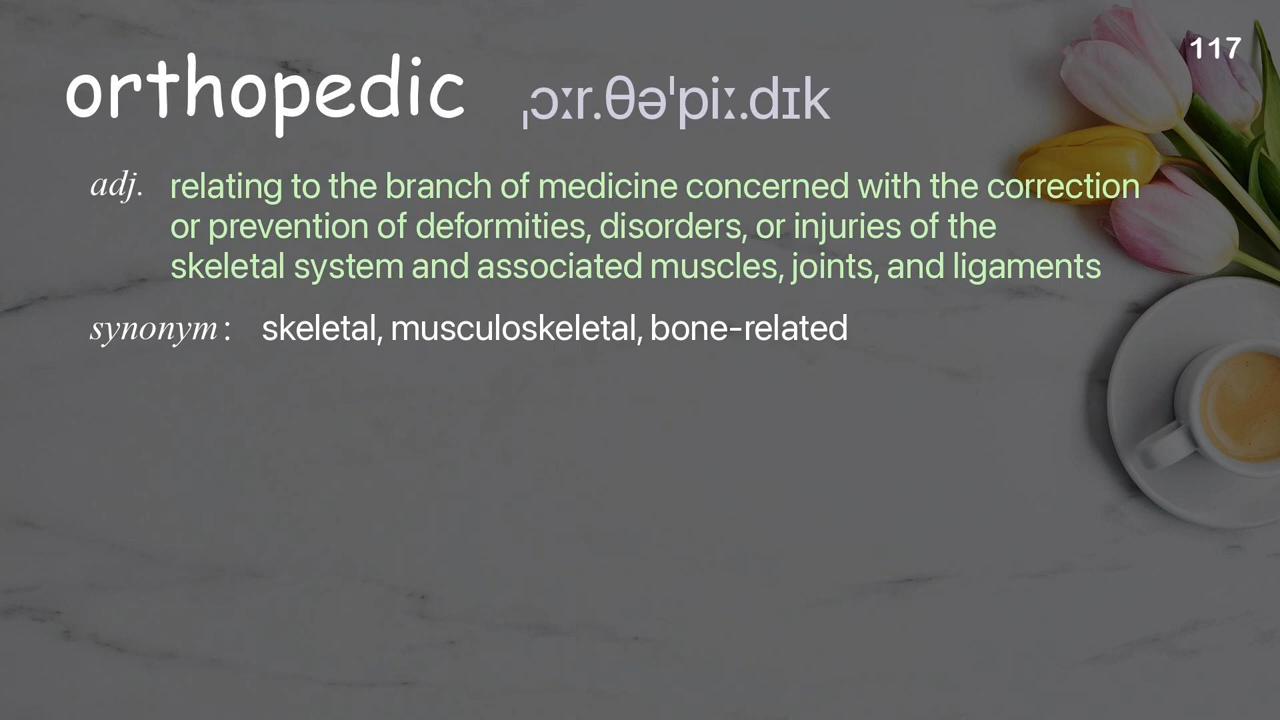 117
orthopedic ˌɔːr.θəˈpiː.dɪk
adj. relating to the branch of medicine concerned with the correction
or prevention of deformities, disorders, or injuries of the
skeletal system and associated muscles, joints, and ligaments
synonym: skeletal, musculoskeletal, bone-related